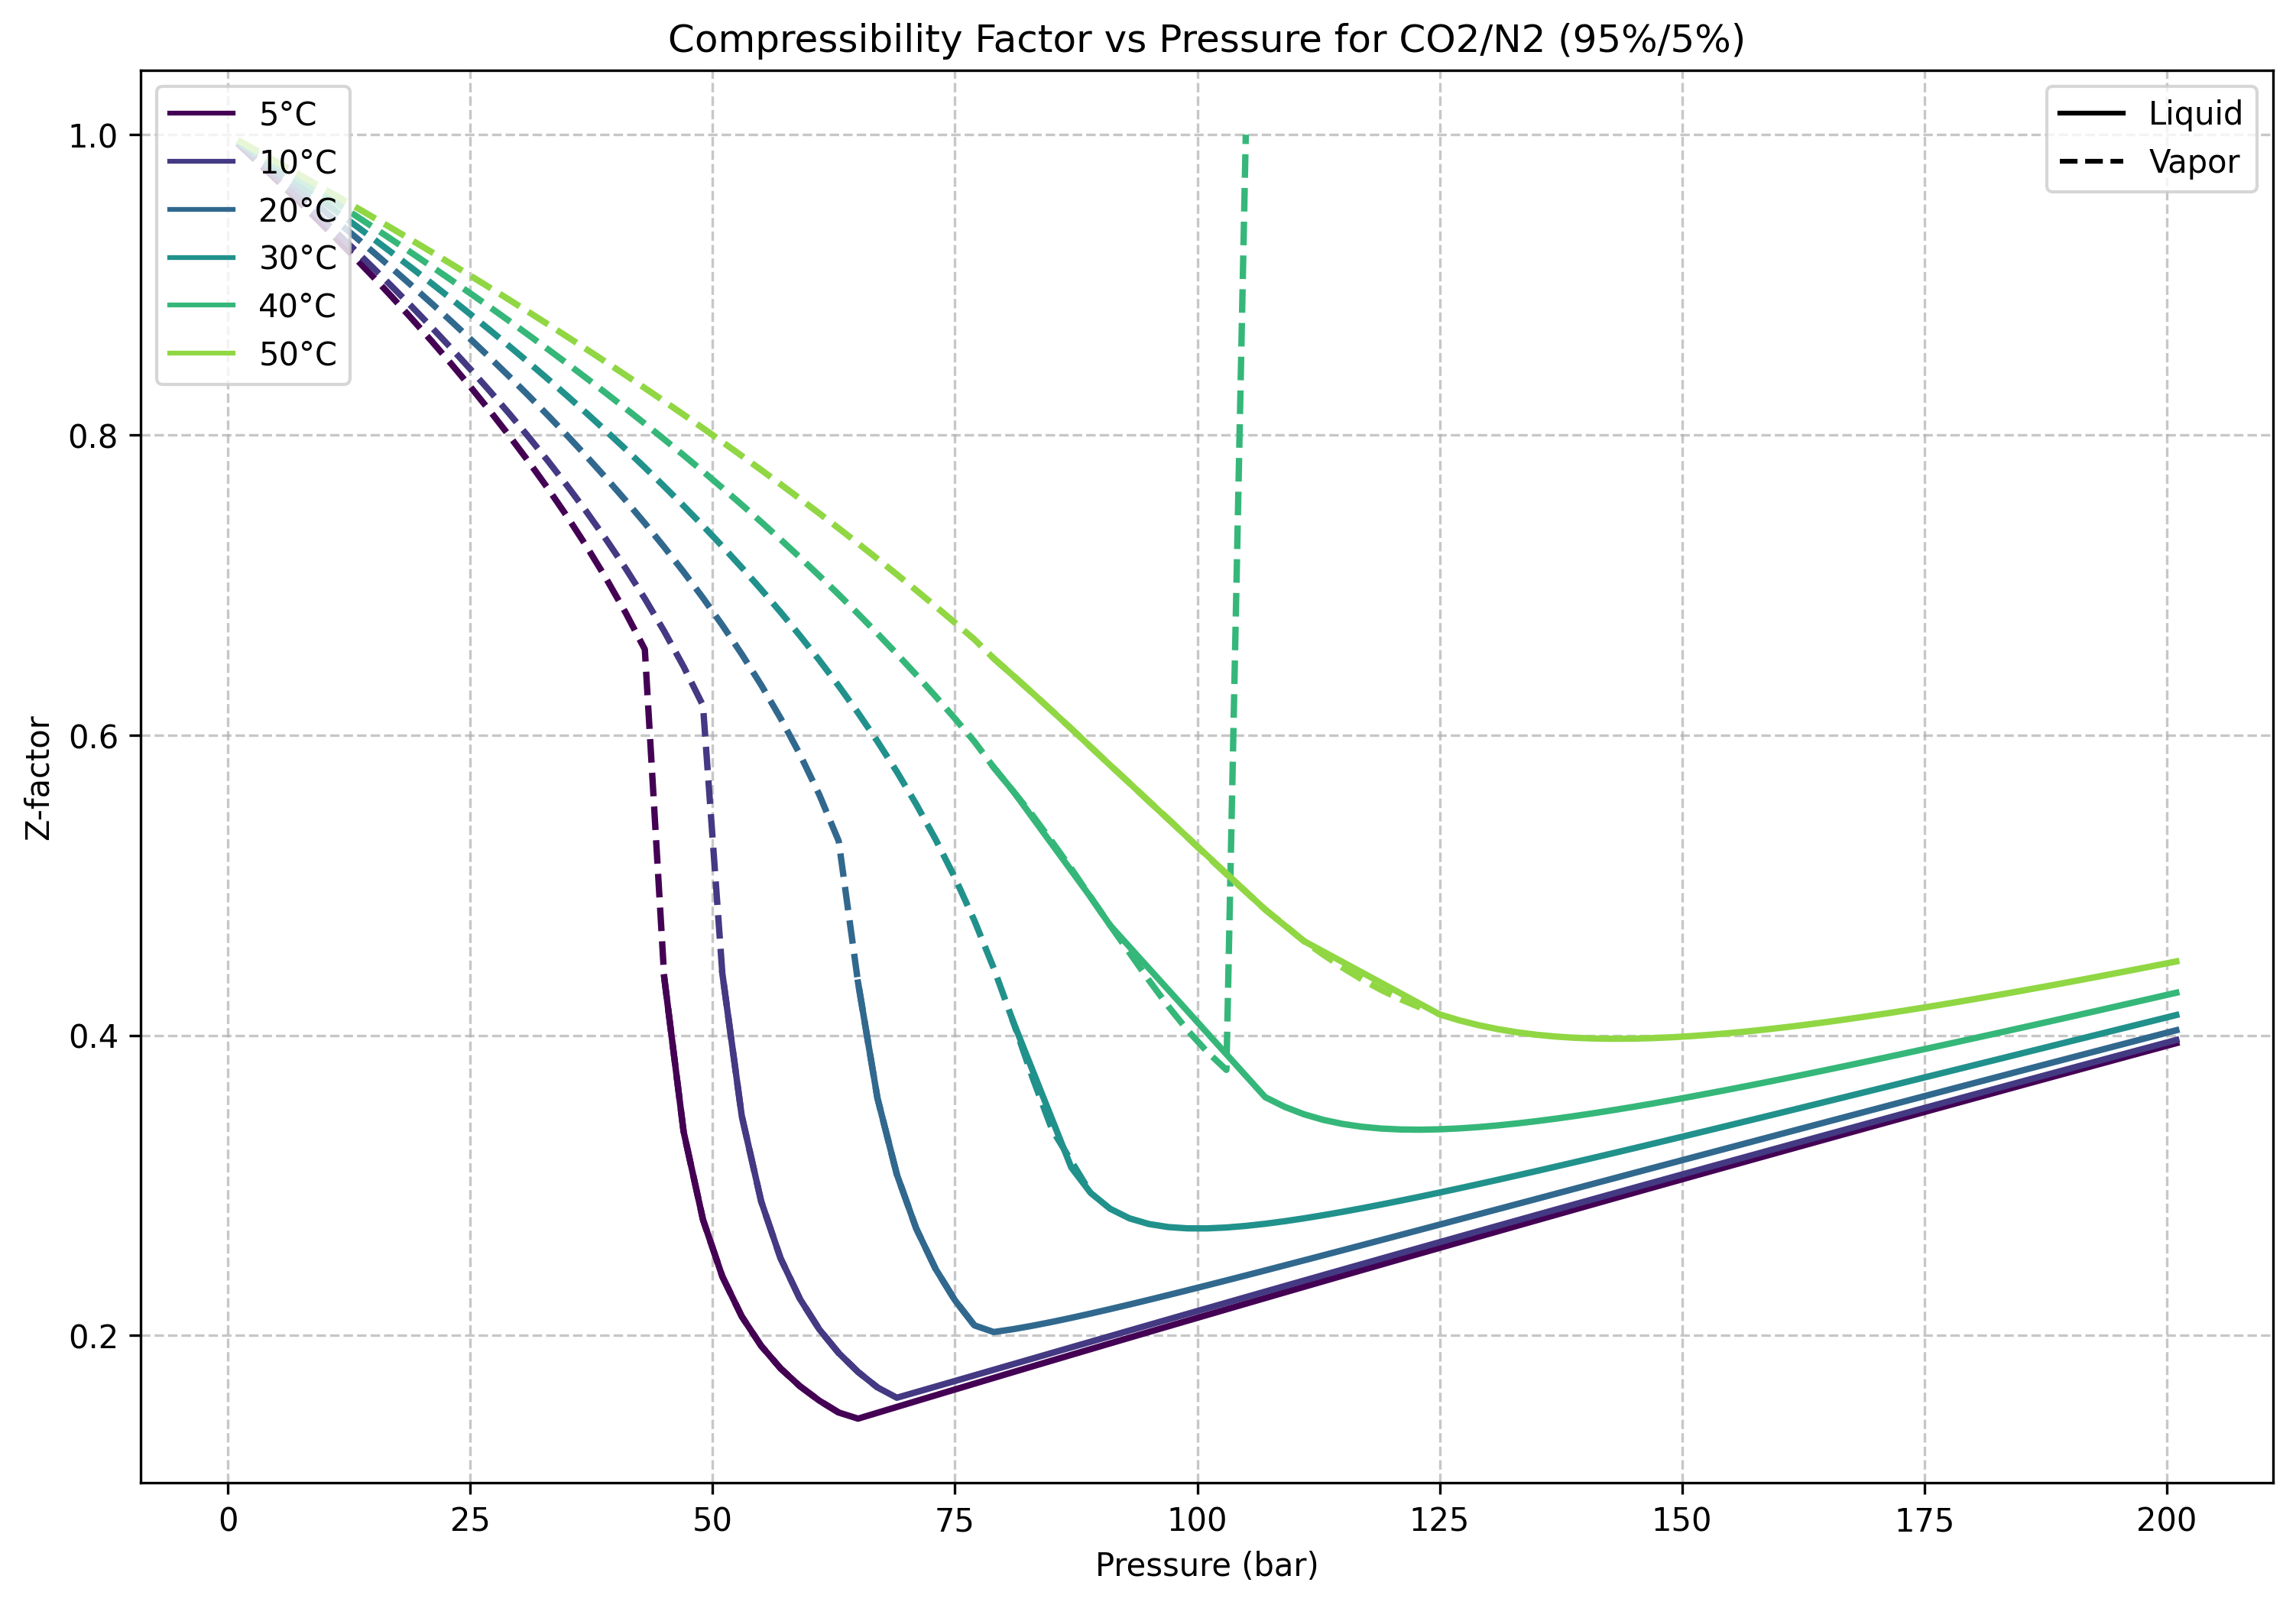 Compressibility Factor vs Pressure for CO2/N2 (95%/5%)
5°C
10°C
20°C
30°C
40°C
50°C
Liquid
Vapor
Z-factor
1.0
0.8
0.6
0.4
0.2
0 25 50 75 100 125 150 175 200
Pressure (bar)